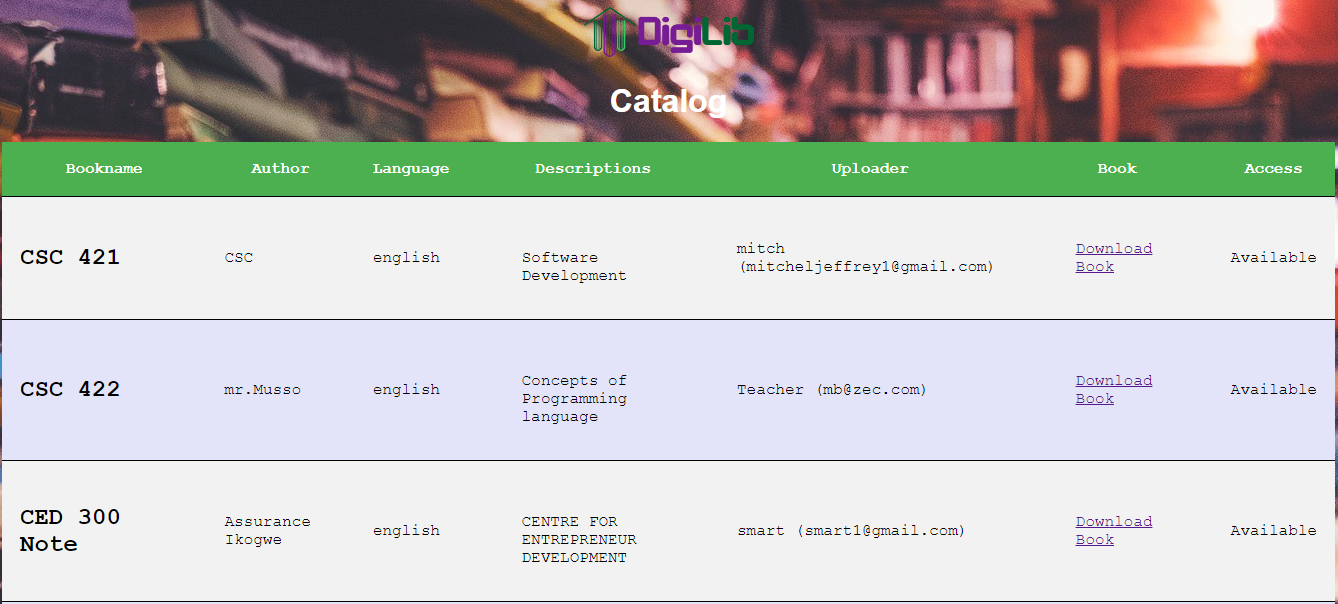 DigiLib
Catalog
Bookname Author Language Descriptions Uploader Book Access
CSC 421 CSC english Software Development mitch (mitcheljeffrey1@gmail.com) Download Book Available
CSC 422 mr.Musso english Concepts of Programming language Teacher (mb@zec.com) Download Book Available
CED 300 Note Assurance Ikogwe english CENTRE FOR ENTREPRENEUR DEVELOPMENT smart (smart1@gmail.com) Download Book Available